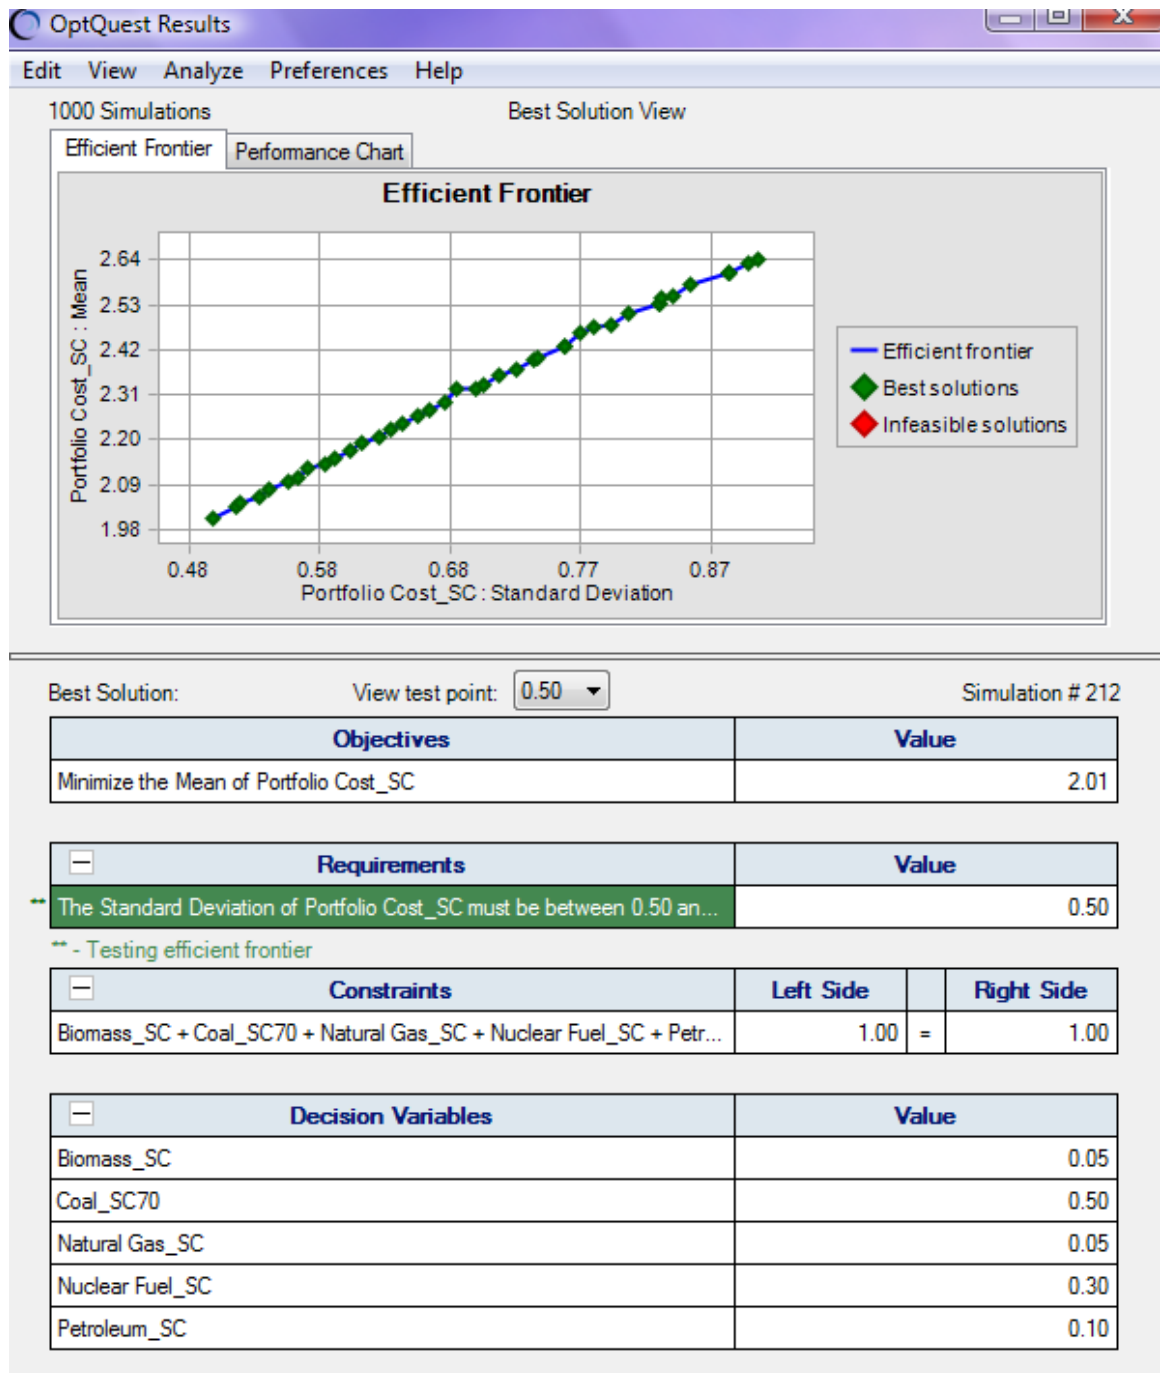 OptQuest Results
Edit View Analyze Preferences Help
1000 Simulations Best Solution View
Efficient Frontier Performance Chart
Efficient Frontier
Portfolio Cost_SC : Mean
2.64
2.53
2.42
2.31
2.20
2.09
1.98
0.48 0.58 0.68 0.77 0.87
Portfolio Cost_SC : Standard Deviation
Efficient frontier
Best solutions
Infeasible solutions
Best Solution: View test point: 0.50 Simulation # 212
Objectives Value
Minimize the Mean of Portfolio Cost_SC 2.01
Requirements Value
** The Standard Deviation of Portfolio Cost_SC must be between 0.50 an... 0.50
** - Testing efficient frontier
Constraints Left Side Right Side
Biomass_SC + Coal_SC70 + Natural Gas_SC + Nuclear Fuel_SC + Petr... 1.00 = 1.00
Decision Variables Value
Biomass_SC 0.05
Coal_SC70 0.50
Natural Gas_SC 0.05
Nuclear Fuel_SC 0.30
Petroleum_SC 0.10